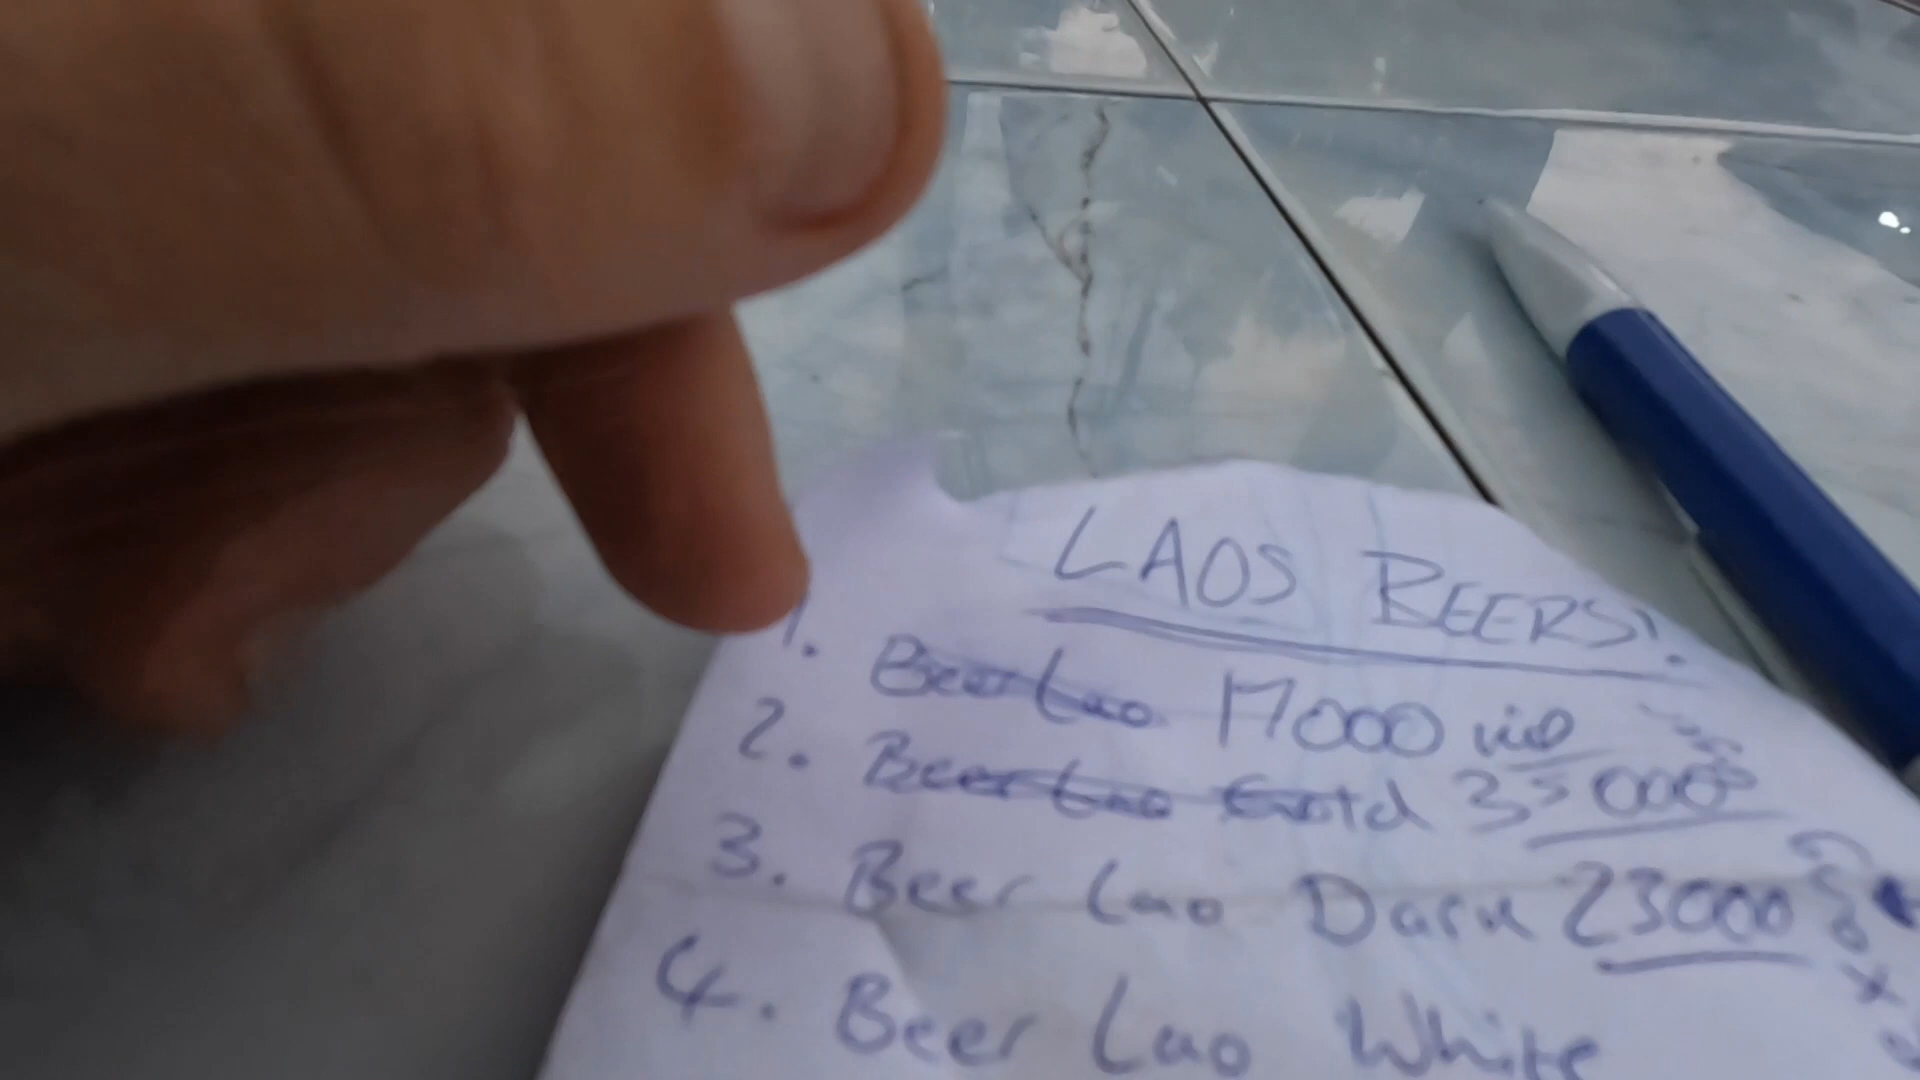 LAOS BEERS!
1. Beer Lao 17000 kip
2. Beer Lao Gold 35000
3. Beer Lao Dark 23000
4. Beer Lao White